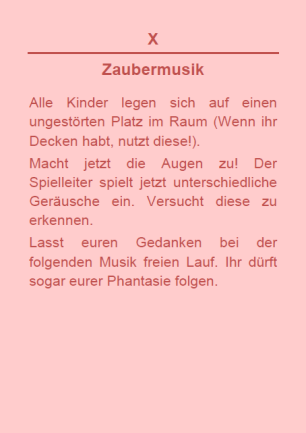 X
Zaubermusik
Alle Kinder legen sich auf einen
ungestörten Platz im Raum (Wenn ihr
Decken habt, nutzt diese!).
Macht jetzt die Augen zu! Der
Spielleiter spielt jetzt unterschiedliche
Geräusche ein. Versucht diese zu
erkennen.
Lasst euren Gedanken bei der
folgenden Musik freien Lauf. Ihr dürft
sogar eurer Phantasie folgen.